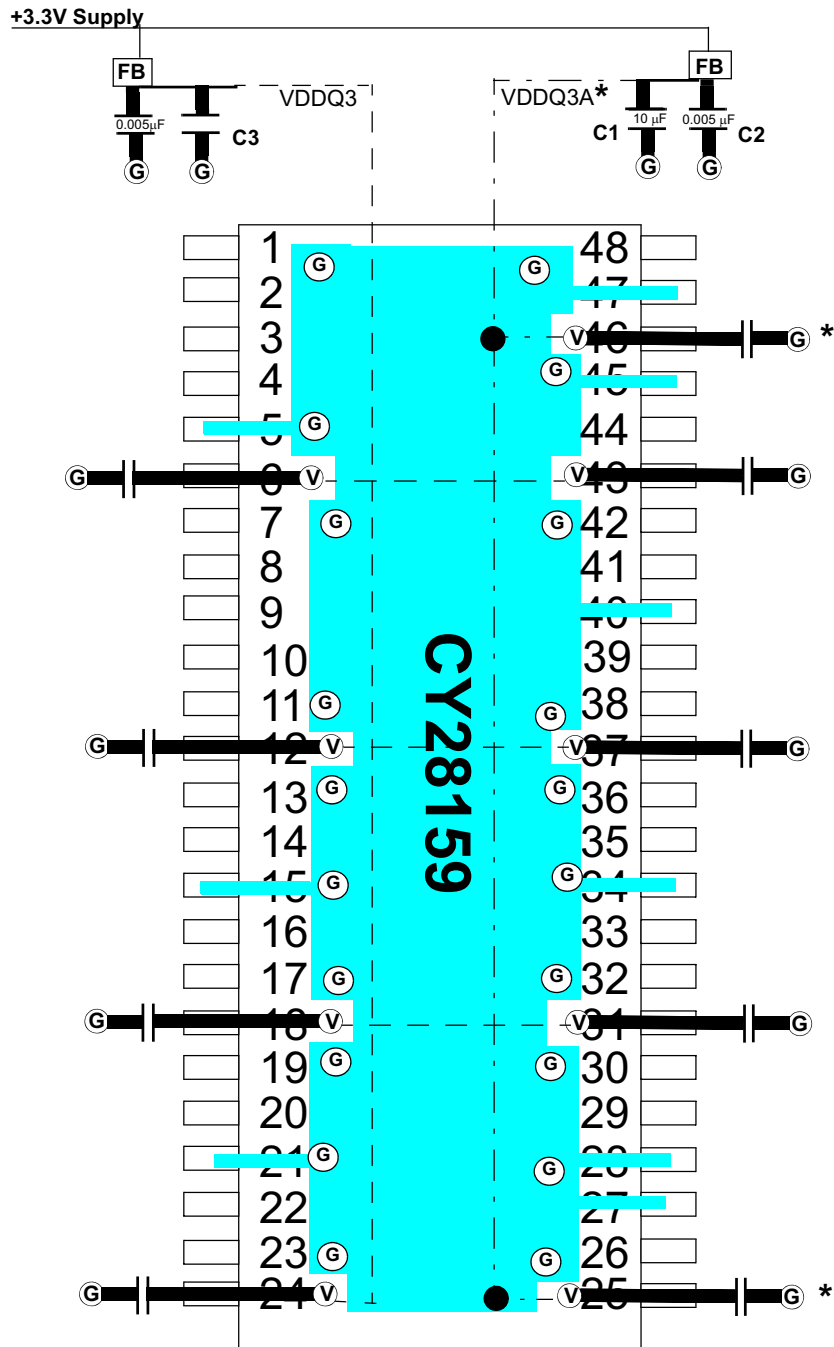 +3.3V Supply
FB FB
VDDQ3 VDDQ3A*
0.005µF C3 C1 10 µF 0.005 µF C2
G G G G
1 G G 48
2 47
3 V 46 G *
4 G 45
5 G 44
G 6 V V 43 G
7 G G 42
8 41
9 40
10 39
11 G G 38
G 12 V V 37 G
13 G G 36
14 35
15 G G 34
16 33
17 G G 32
G 18 V V 31 G
19 G G 30
20 29
21 G G 28
22 27
23 G G 26
G 24 V V 25 G *
CY28159